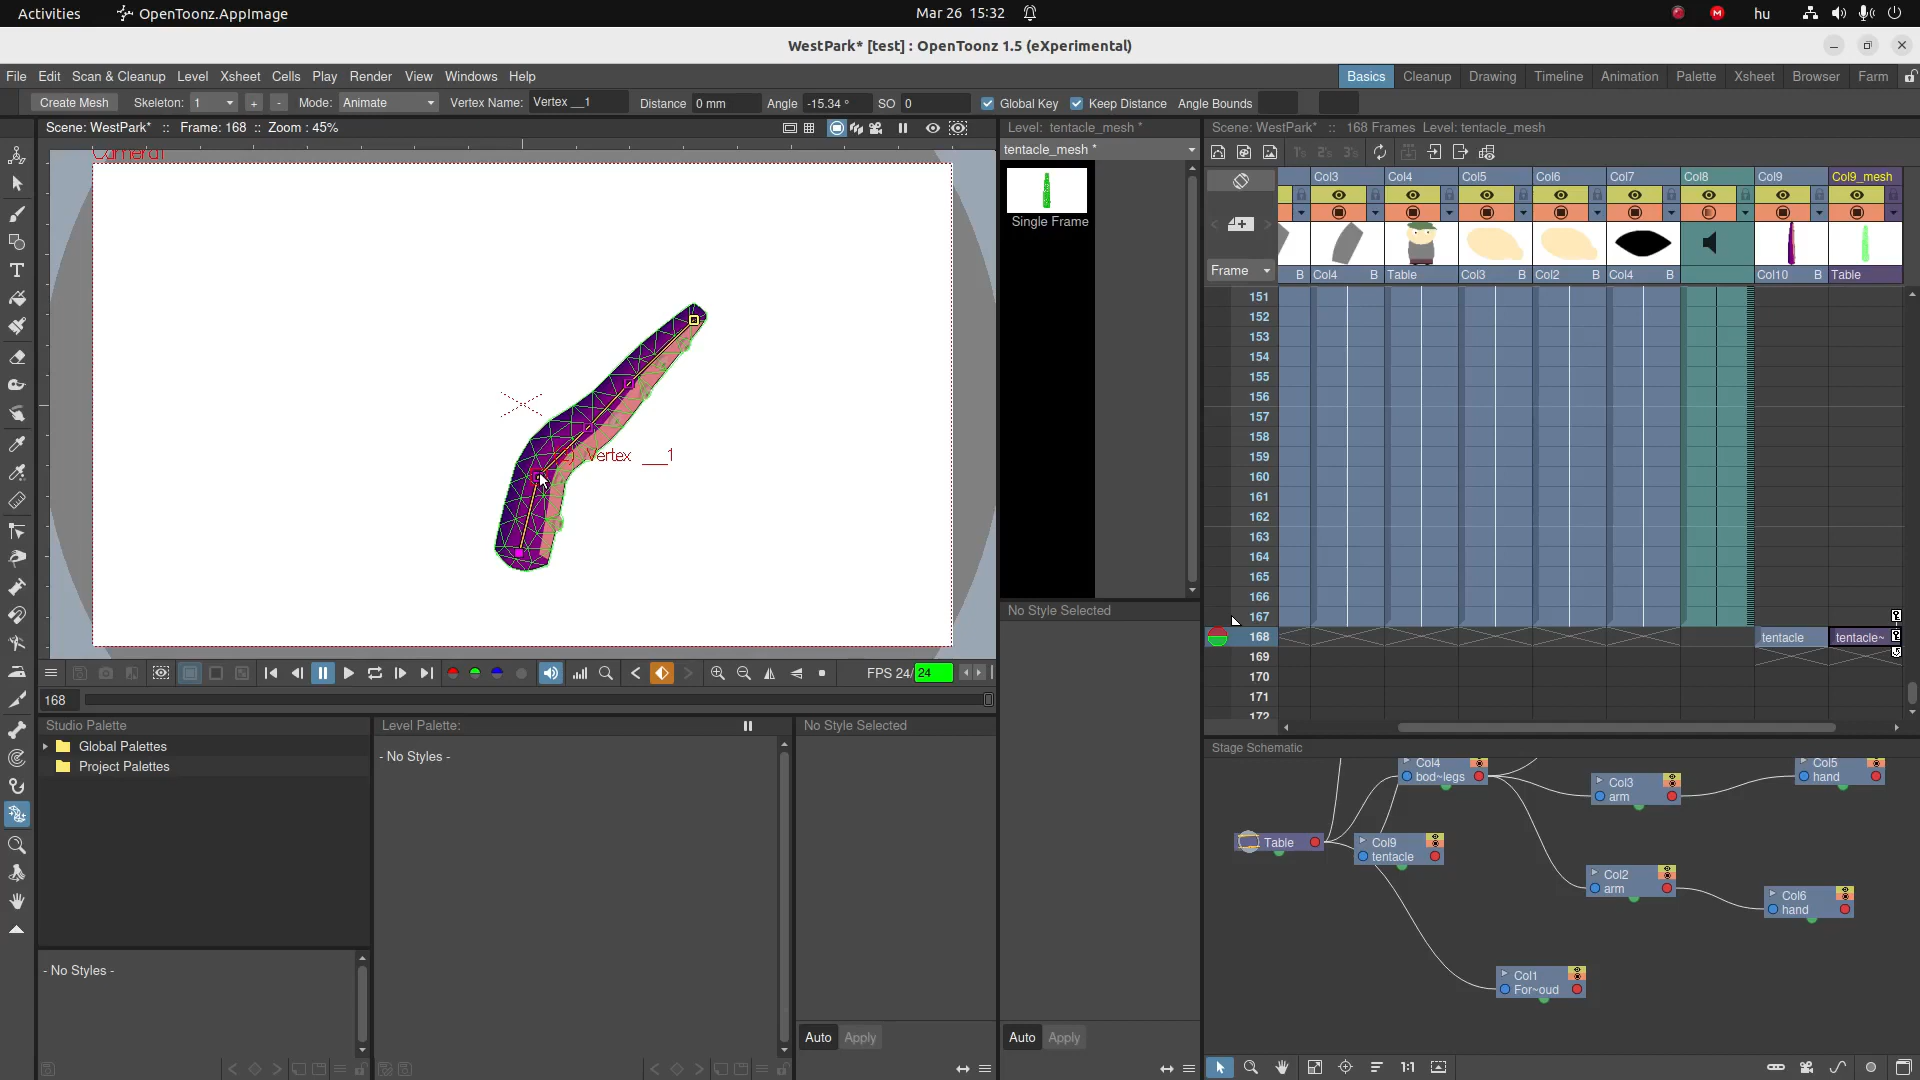 Activities OpenToonz.AppImage Mar 26 15:32 hu
WestPark* [test] : OpenToonz 1.5 (eXperimental)
File Edit Scan & Cleanup Level Xsheet Cells Play Render View Windows Help Basics Cleanup Drawing Timeline Animation Palette Xsheet Browser Farm
Create Mesh Skeleton: 1 + - Mode: Animate Vertex Name: Vertex __1 Distance 0 mm Angle -15.34 ° SO 0 Global Key Keep Distance Angle Bounds
Scene: WestPark* :: Frame: 168 :: Zoom : 45%
Level: tentacle_mesh *
Scene: WestPark* :: 168 Frames Level: tentacle_mesh
Camera1
tentacle_mesh *
1's 2's 3's
Col3 Col4 Col5 Col6 Col7 Col8 Col9 Col9_mesh
Single Frame
Frame
B Col4 B Table Col3 B Col2 B Col4 B Col10 B Table
151
152
153
154
155
156
157
158
159
160
161
162
163
164
165
166
167
168 tentacle tentacle~
169
170
171
172
Vertex ___1
No Style Selected
FPS 24/ 24
168
Studio Palette
Global Palettes
Project Palettes
- No Styles -
Level Palette:
- No Styles -
No Style Selected
Auto Apply
Auto Apply
Stage Schematic
Col4
bod~legs
Col3
arm
Col5
hand
Table
Col9
tentacle
Col2
arm
Col6
hand
Col1
For~oud
1:1